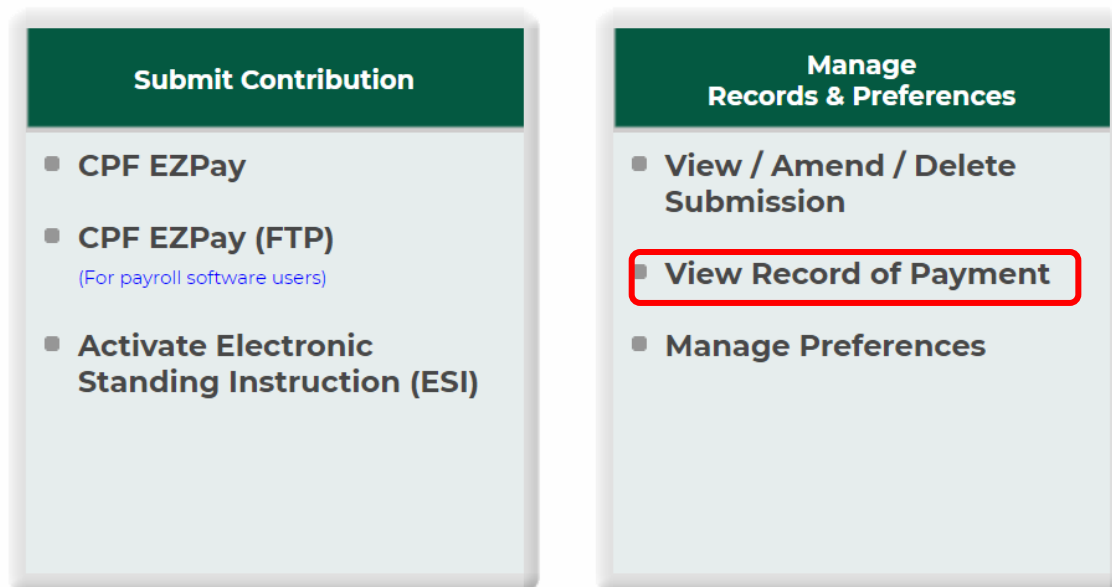 Submit Contribution
CPF EZPay
CPF EZPay (FTP)
(For payroll software users)
Activate Electronic
Standing Instruction (ESI)
Manage
Records & Preferences
View / Amend / Delete
Submission
View Record of Payment
Manage Preferences